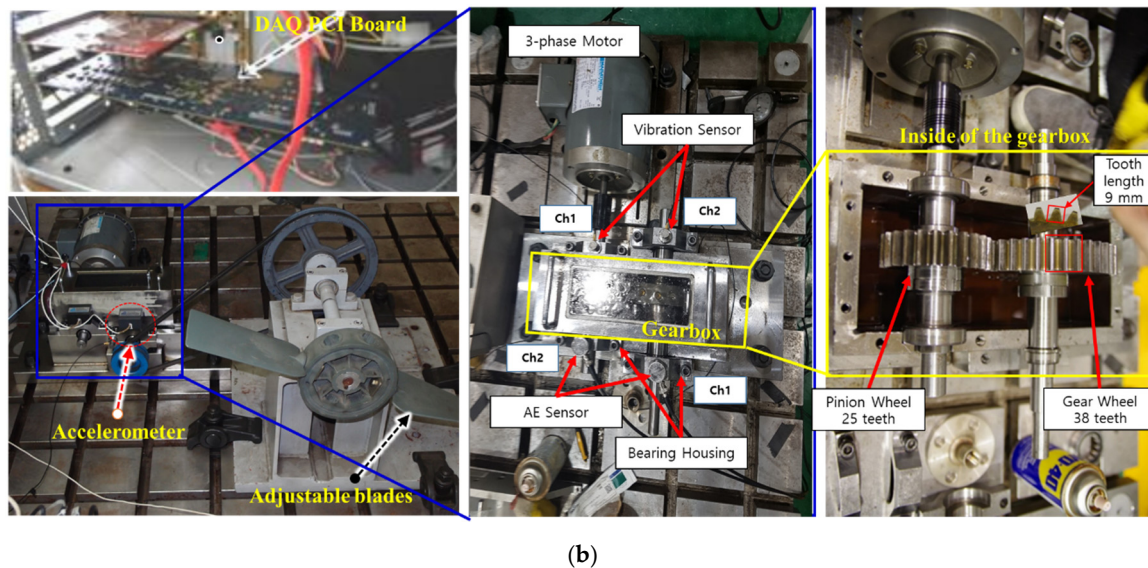 DAQ PCI Board
Accelerometer
Adjustable blades
3-phase Motor
Vibration Sensor
Ch1
Ch2
Gearbox
Ch2
Ch1
AE Sensor
Bearing Housing
Inside of the gearbox
Tooth
length
9 mm
Pinion Wheel
25 teeth
Gear Wheel
38 teeth
40
(b)